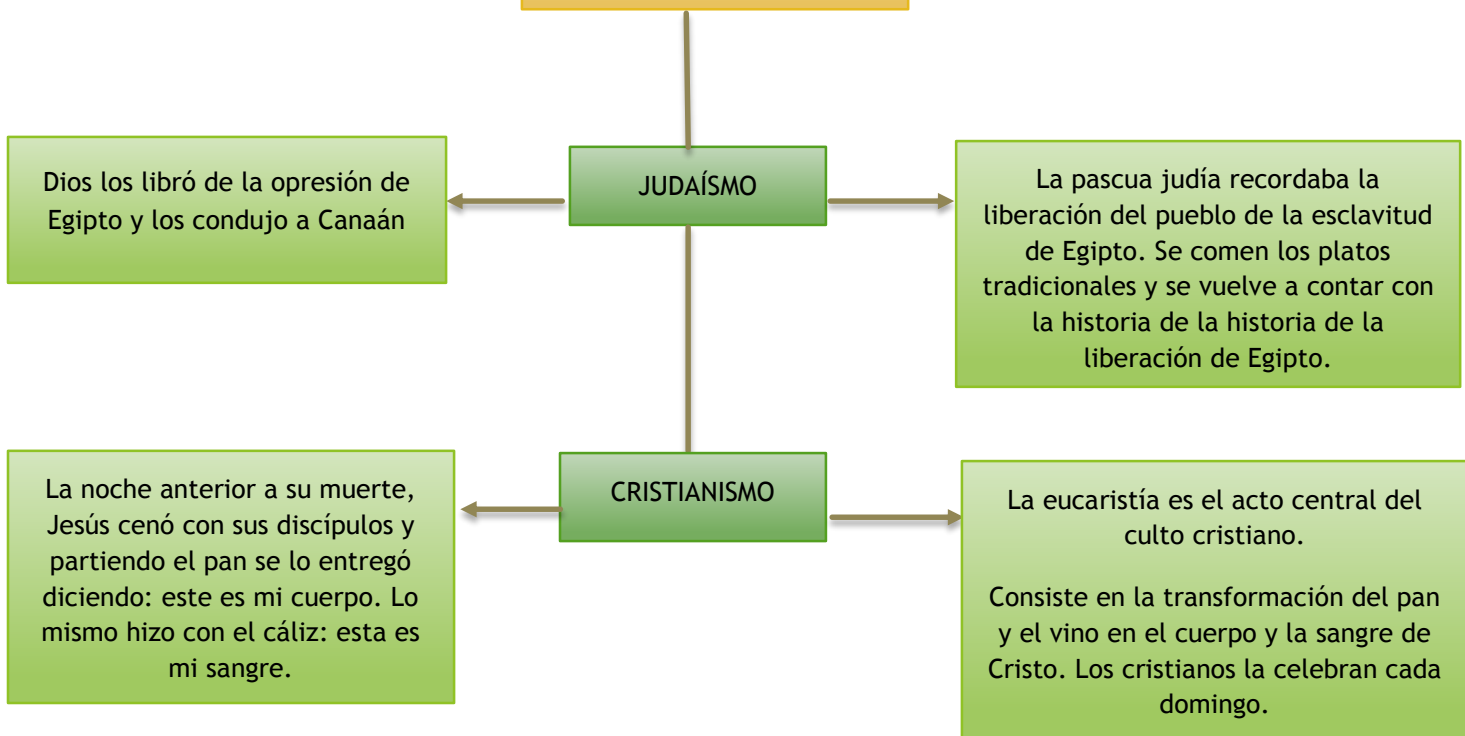 JUDAÍSMO
Dios los libró de la opresión de
Egipto y los condujo a Canaán
La pascua judía recordaba la
liberación del pueblo de la esclavitud
de Egipto. Se comen los platos
tradicionales y se vuelve a contar con
la historia de la historia de la
liberación de Egipto.
CRISTIANISMO
La noche anterior a su muerte,
Jesús cenó con sus discípulos y
partiendo el pan se lo entregó
diciendo: este es mi cuerpo. Lo
mismo hizo con el cáliz: esta es
mi sangre.
La eucaristía es el acto central del
culto cristiano.
Consiste en la transformación del pan
y el vino en el cuerpo y la sangre de
Cristo. Los cristianos la celebran cada
domingo.